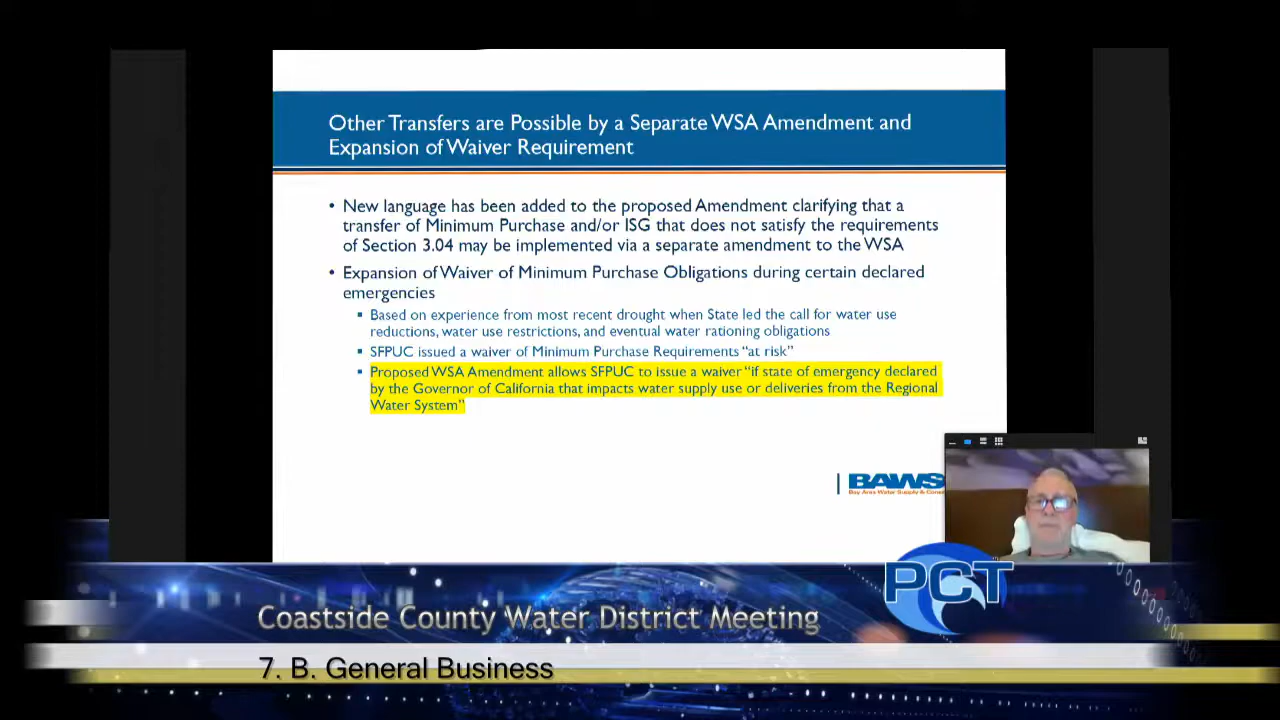 Other Transfers are Possible by a Separate WSA Amendment and
Expansion of Waiver Requirement
• New language has been added to the proposed Amendment clarifying that a
transfer of Minimum Purchase and/or ISG that does not satisfy the requirements
of Section 3.04 may be implemented via a separate amendment to the WSA
• Expansion of Waiver of Minimum Purchase Obligations during certain declared
emergencies
▪ Based on experience from most recent drought when State led the call for water use
reductions, water use restrictions, and eventual water rationing obligations
▪ SFPUC issued a waiver of Minimum Purchase Requirements “at risk”
▪ Proposed WSA Amendment allows SFPUC to issue a waiver “if state of emergency declared
by the Governor of California that impacts water supply use or deliveries from the Regional
Water System”
BAWS
Bay Area Water Supply &
PCT
Coastside County Water District Meeting
7. B. General Business